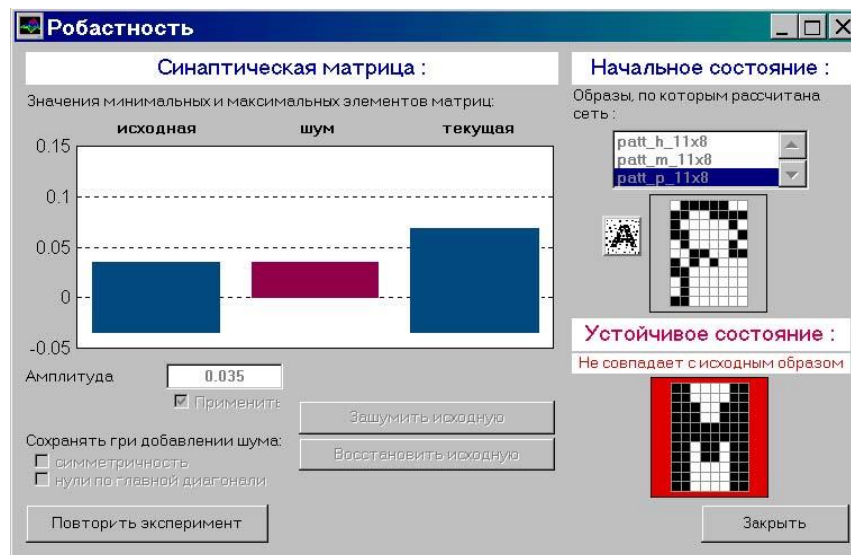 Робастность
Синаптическая матрица :
Значения минимальных и максимальных элементов матриц:
исходная шум текущая
0.15
0.1
0.05
0
-0.05
Амплитуда 0.035
Применить
Зашумить исходную
Сохранять гри добавлении шума:
Восстановить исходную
симметричность
нули по главной диагонали
Повторить эксперимент
Начальное состояние :
Образы, по которым рассчитана
сеть :
patt_h_11x8
patt_m_11x8
patt_p_11x8
A
Устойчивое состояние :
Не совпадает с исходным образом
Закрыть